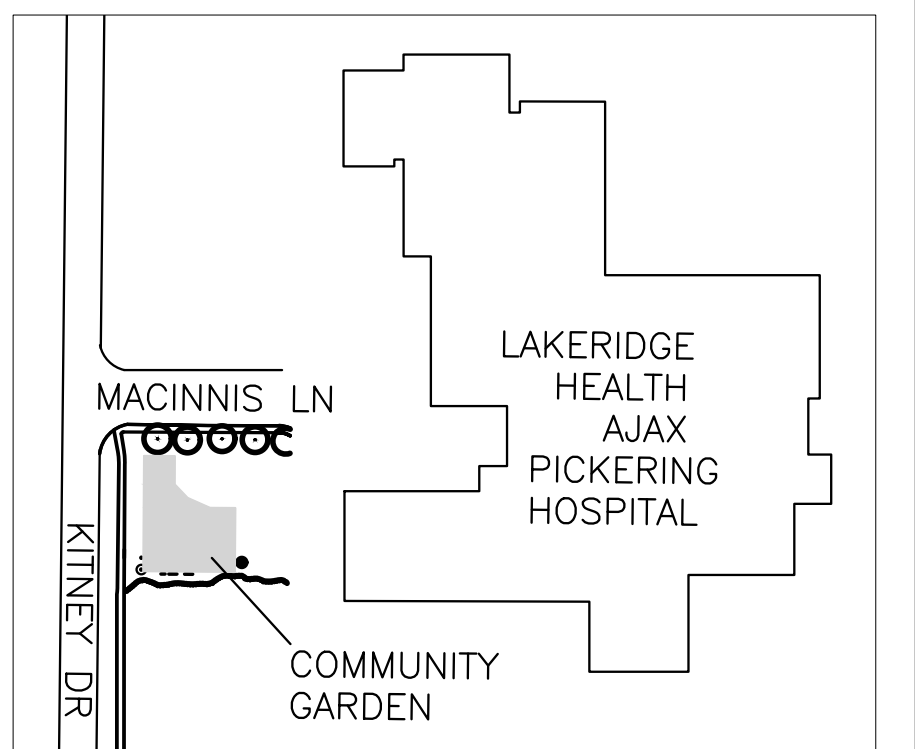 LAKERIDGE
HEALTH
AJAX
PICKERING
HOSPITAL
MACINNIS LN
KITNEY DR
COMMUNITY
GARDEN